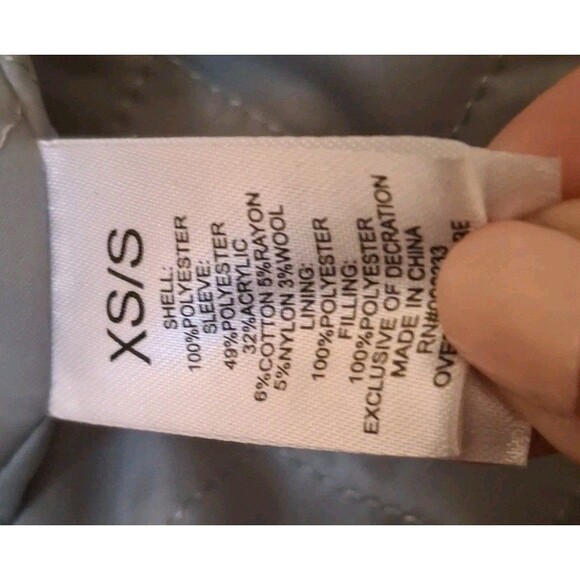 XS/S
SHELL:
100%POLYESTER
SLEEVE:
49%POLYESTER
32%ACRYLIC
6%COTTON 5%RAYON
5%NYLON 3%WOOL
LINING:
100%POLYESTER
FILLING:
100%POLYESTER
EXCLUSIVE OF DECRATION
MADE IN CHINA